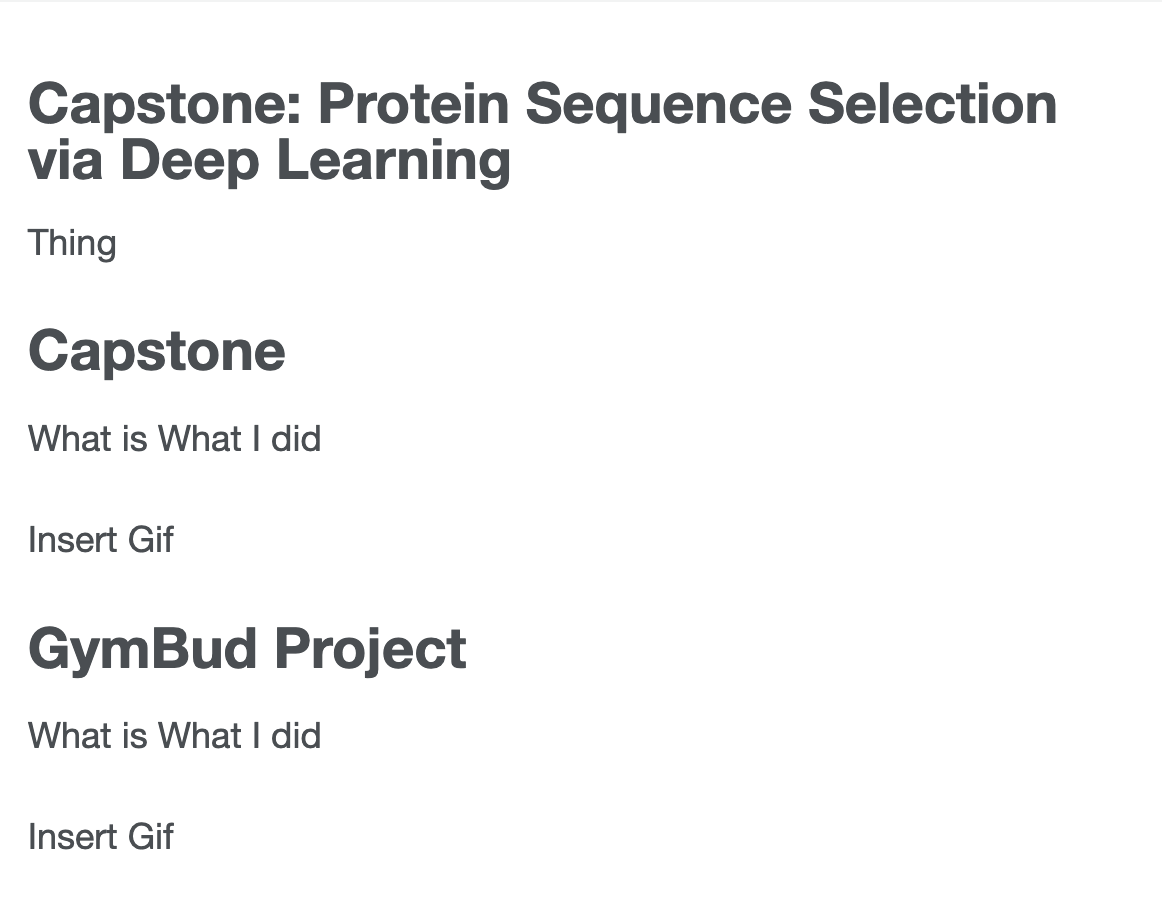 Capstone: Protein Sequence Selection
via Deep Learning
Thing
Capstone
What is What I did
Insert Gif
GymBud Project
What is What I did
Insert Gif